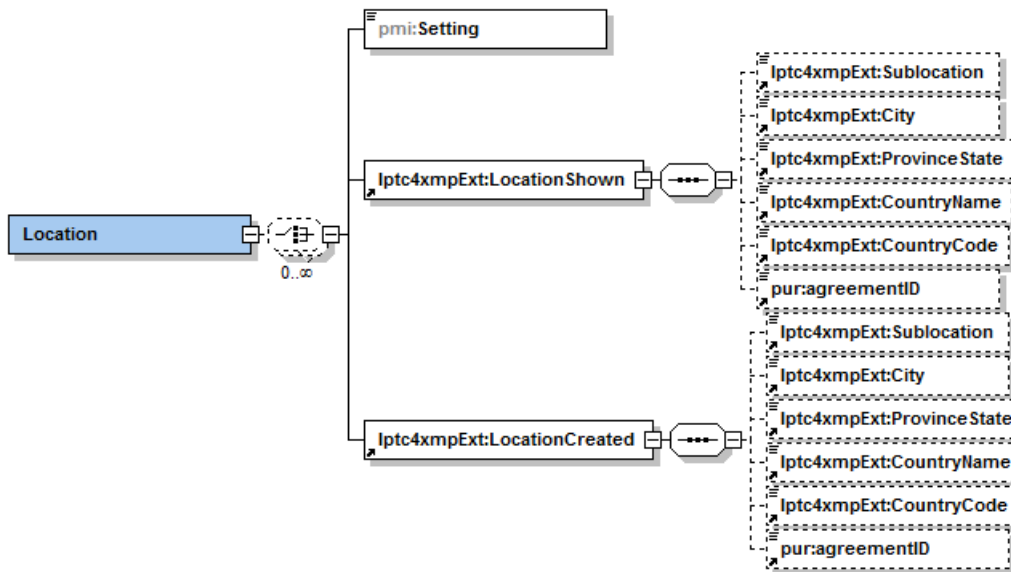 pmi:Setting
Iptc4xmpExt:Sublocation
Iptc4xmpExt:City
Iptc4xmpExt:ProvinceState
Iptc4xmpExt:LocationShown
Iptc4xmpExt:CountryName
Location
Iptc4xmpExt:CountryCode
0..∞
pur:agreementID
Iptc4xmpExt:Sublocation
Iptc4xmpExt:City
Iptc4xmpExt:ProvinceState
Iptc4xmpExt:LocationCreated
Iptc4xmpExt:CountryName
Iptc4xmpExt:CountryCode
pur:agreementID